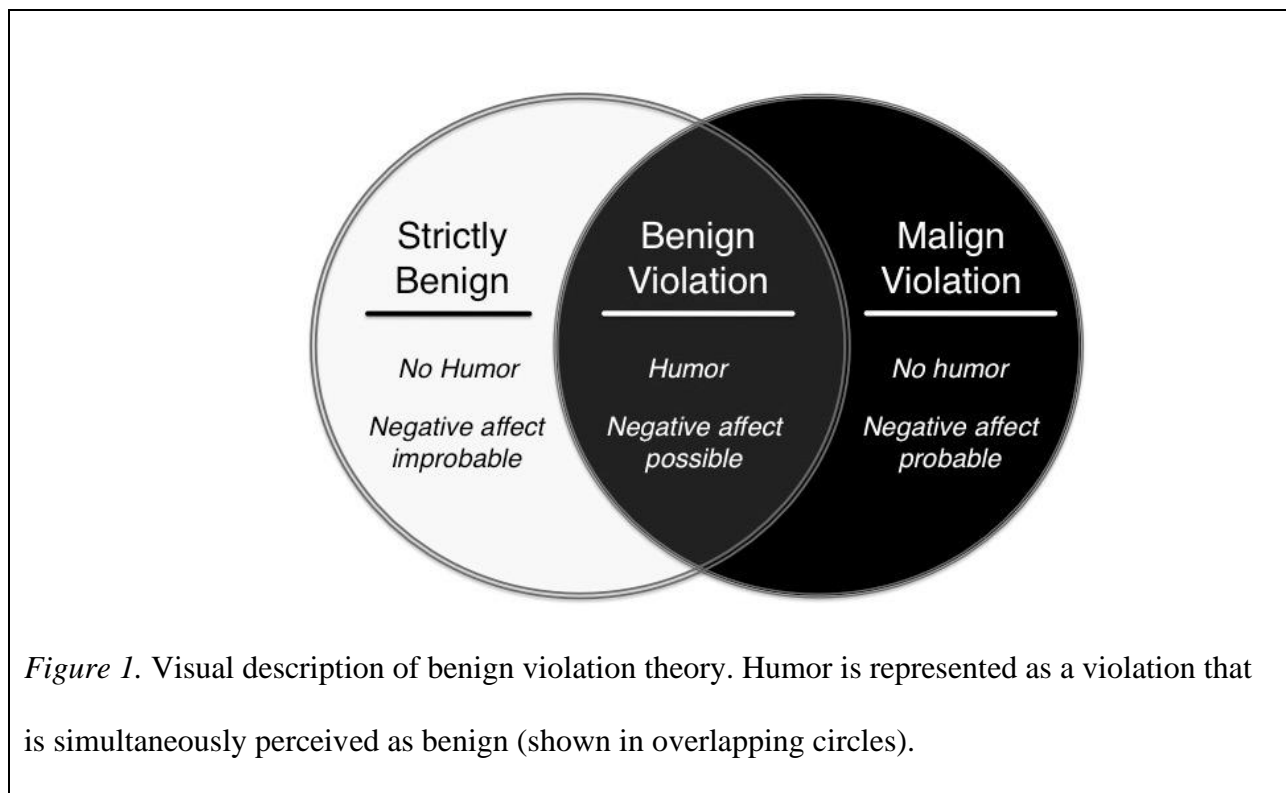 Strictly
Benign
No Humor
Negative affect
improbable
Benign
Violation
Humor
Negative affect
possible
Malign
Violation
No humor
Negative affect
probable
Figure 1. Visual description of benign violation theory. Humor is represented as a violation that
is simultaneously perceived as benign (shown in overlapping circles).